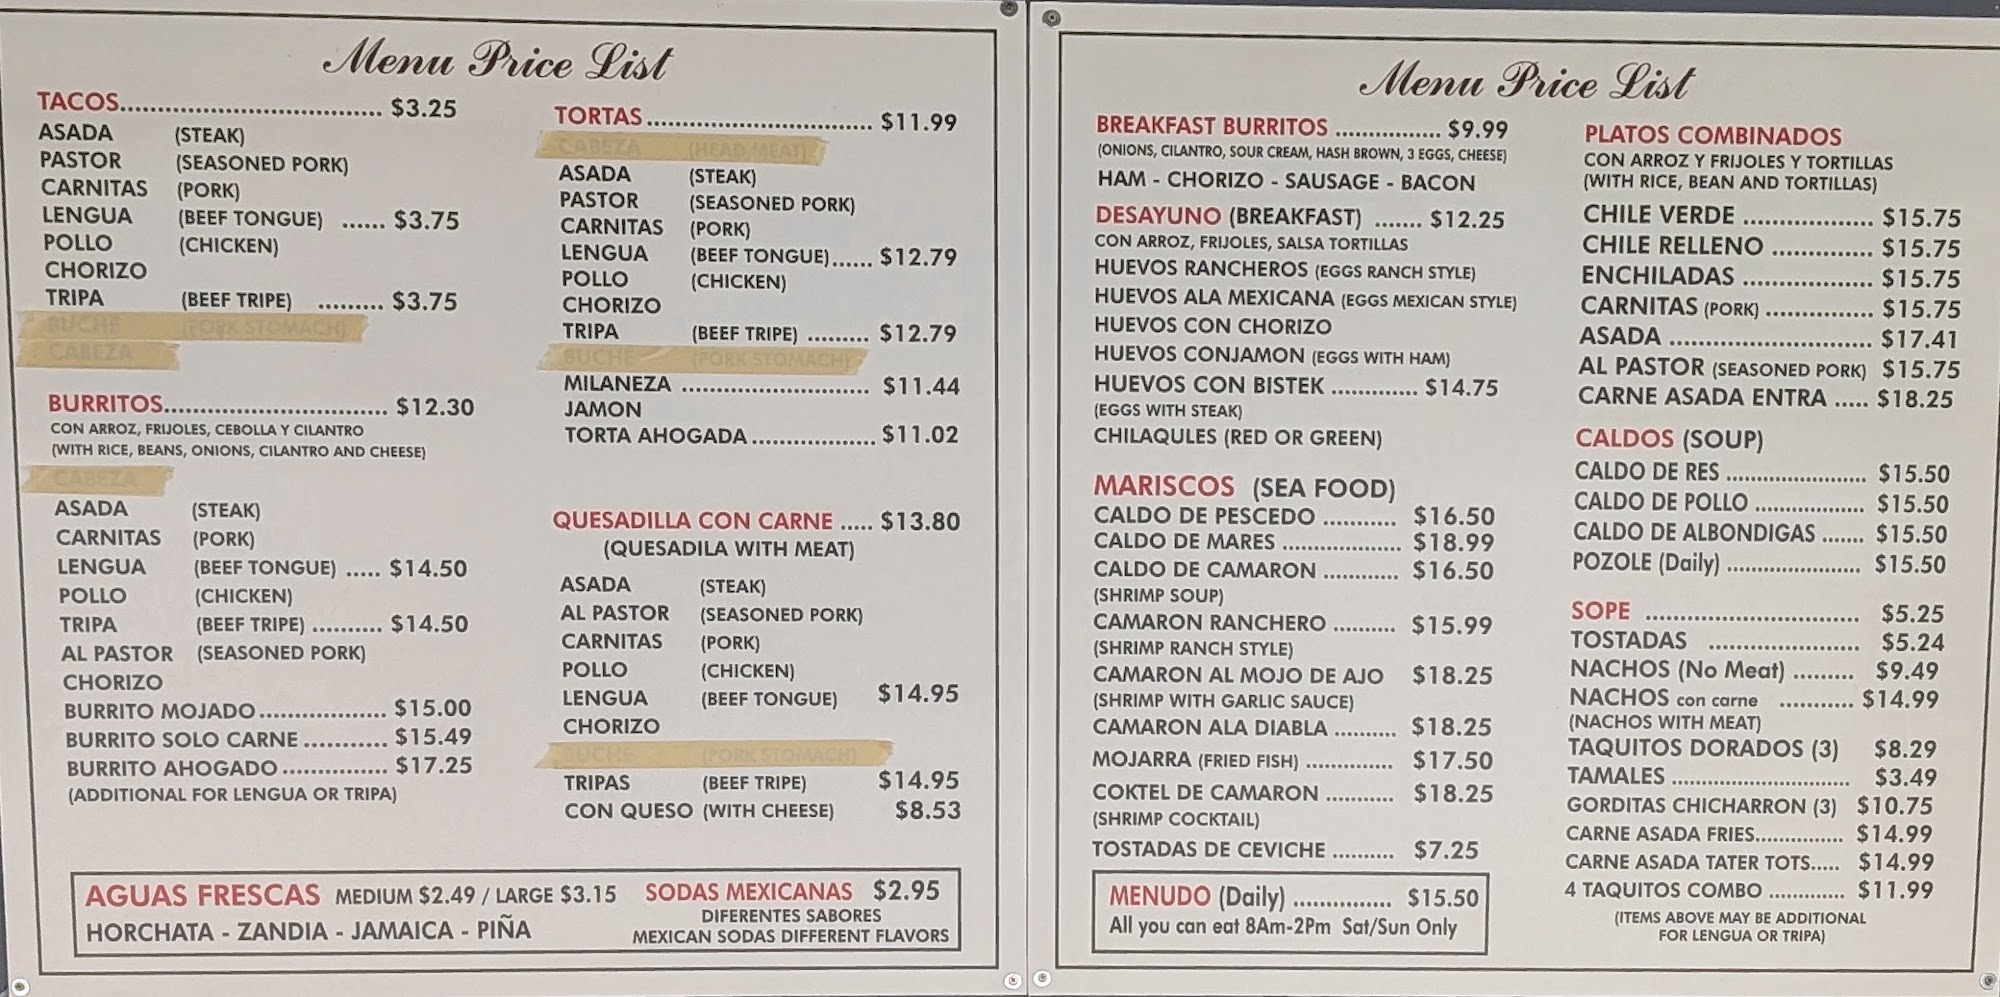 Menu Price List
TACOS................................ $3.25
ASADA (STEAK)
PASTOR (SEASONED PORK)
CARNITAS (PORK)
LENGUA (BEEF TONGUE) ...... $3.75
POLLO (CHICKEN)
CHORIZO
TRIPA (BEEF TRIPE) ......... $3.75
BUCHE (PORK STOMACH)
CABEZA
BURRITOS............................... $12.30
CON ARROZ, FRIJOLES, CEBOLLA Y CILANTRO
(WITH RICE, BEANS, ONIONS, CILANTRO AND CHEESE)
CABEZA
ASADA (STEAK)
CARNITAS (PORK)
LENGUA (BEEF TONGUE) ..... $14.50
POLLO (CHICKEN)
TRIPA (BEEF TRIPE) .......... $14.50
AL PASTOR (SEASONED PORK)
CHORIZO
BURRITO MOJADO.................. $15.00
BURRITO SOLO CARNE............ $15.49
BURRITO AHOGADO............... $17.25
(ADDITIONAL FOR LENGUA OR TRIPA)
TORTAS............................... $11.99
CABEZA (HEAD MEAT)
ASADA (STEAK)
PASTOR (SEASONED PORK)
CARNITAS (PORK)
LENGUA (BEEF TONGUE)...... $12.79
POLLO (CHICKEN)
CHORIZO
TRIPA (BEEF TRIPE) ......... $12.79
BUCHE (PORK STOMACH)
MILANEZA .......................... $11.44
JAMON
TORTA AHOGADA................. $11.02
QUESADILLA CON CARNE ..... $13.80
(QUESADILA WITH MEAT)
ASADA (STEAK)
AL PASTOR (SEASONED PORK)
CARNITAS (PORK)
POLLO (CHICKEN)
LENGUA (BEEF TONGUE) $14.95
CHORIZO
BUCHE (PORK STOMACH)
TRIPAS (BEEF TRIPE) $14.95
CON QUESO (WITH CHEESE) $8.53
AGUAS FRESCAS MEDIUM $2.49 / LARGE $3.15
HORCHATA - ZANDIA - JAMAICA - PIÑA
SODAS MEXICANAS $2.95
DIFERENTES SABORES
MEXICAN SODAS DIFFERENT FLAVORS
Menu Price List
BREAKFAST BURRITOS ................ $9.99
(ONIONS, CILANTRO, SOUR CREAM, HASH BROWN, 3 EGGS, CHEESE)
HAM - CHORIZO - SAUSAGE - BACON
DESAYUNO (BREAKFAST) ....... $12.25
CON ARROZ, FRIJOLES, SALSA TORTILLAS
HUEVOS RANCHEROS (EGGS RANCH STYLE)
HUEVOS ALA MEXICANA (EGGS MEXICAN STYLE)
HUEVOS CON CHORIZO
HUEVOS CONJAMON (EGGS WITH HAM)
HUEVOS CON BISTEK ............. $14.75
(EGGS WITH STEAK)
CHILAQULES (RED OR GREEN)
MARISCOS (SEA FOOD)
CALDO DE PESCEDO ........... $16.50
CALDO DE MARES .................. $18.99
CALDO DE CAMARON ............ $16.50
(SHRIMP SOUP)
CAMARON RANCHERO .......... $15.99
(SHRIMP RANCH STYLE)
CAMARON AL MOJO DE AJO $18.25
(SHRIMP WITH GARLIC SAUCE)
CAMARON ALA DIABLA .......... $18.25
MOJARRA (FRIED FISH) ............. $17.50
COKTEL DE CAMARON ........... $18.25
(SHRIMP COCKTAIL)
TOSTADAS DE CEVICHE .......... $7.25
MENUDO (Daily) ............... $15.50
All you can eat 8Am-2Pm Sat/Sun Only
PLATOS COMBINADOS
CON ARROZ Y FRIJOLES Y TORTILLAS
(WITH RICE, BEAN AND TORTILLAS)
CHILE VERDE ................... $15.75
CHILE RELLENO ............... $15.75
ENCHILADAS ................... $15.75
CARNITAS (PORK) ................ $15.75
ASADA ............................. $17.41
AL PASTOR (SEASONED PORK) $15.75
CARNE ASADA ENTRA ..... $18.25
CALDOS (SOUP)
CALDO DE RES ..................... $15.50
CALDO DE POLLO ................. $15.50
CALDO DE ALBONDIGAS ....... $15.50
POZOLE (Daily) ..................... $15.50
SOPE ................................ $5.25
TOSTADAS ....................... $5.24
NACHOS (No Meat) ......... $9.49
NACHOS con carne ........... $14.99
(NACHOS WITH MEAT)
TAQUITOS DORADOS (3) $8.29
TAMALES ........................... $3.49
GORDITAS CHICHARRON (3) $10.75
CARNE ASADA FRIES.............. $14.99
CARNE ASADA TATER TOTS..... $14.99
4 TAQUITOS COMBO ............ $11.99
(ITEMS ABOVE MAY BE ADDITIONAL
FOR LENGUA OR TRIPA)